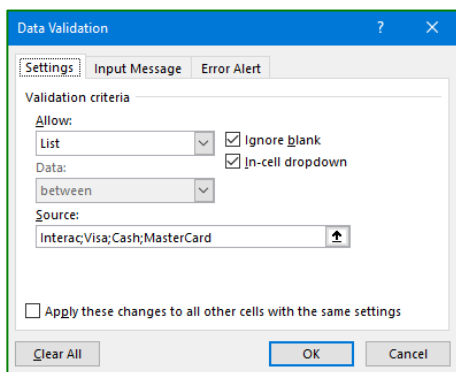 Data Validation ? ×
Settings Input Message Error Alert
Validation criteria
Allow:
List
Ignore blank
In-cell dropdown
Data:
between
Source:
Interac;Visa;Cash;MasterCard
Apply these changes to all other cells with the same settings
Clear All OK Cancel